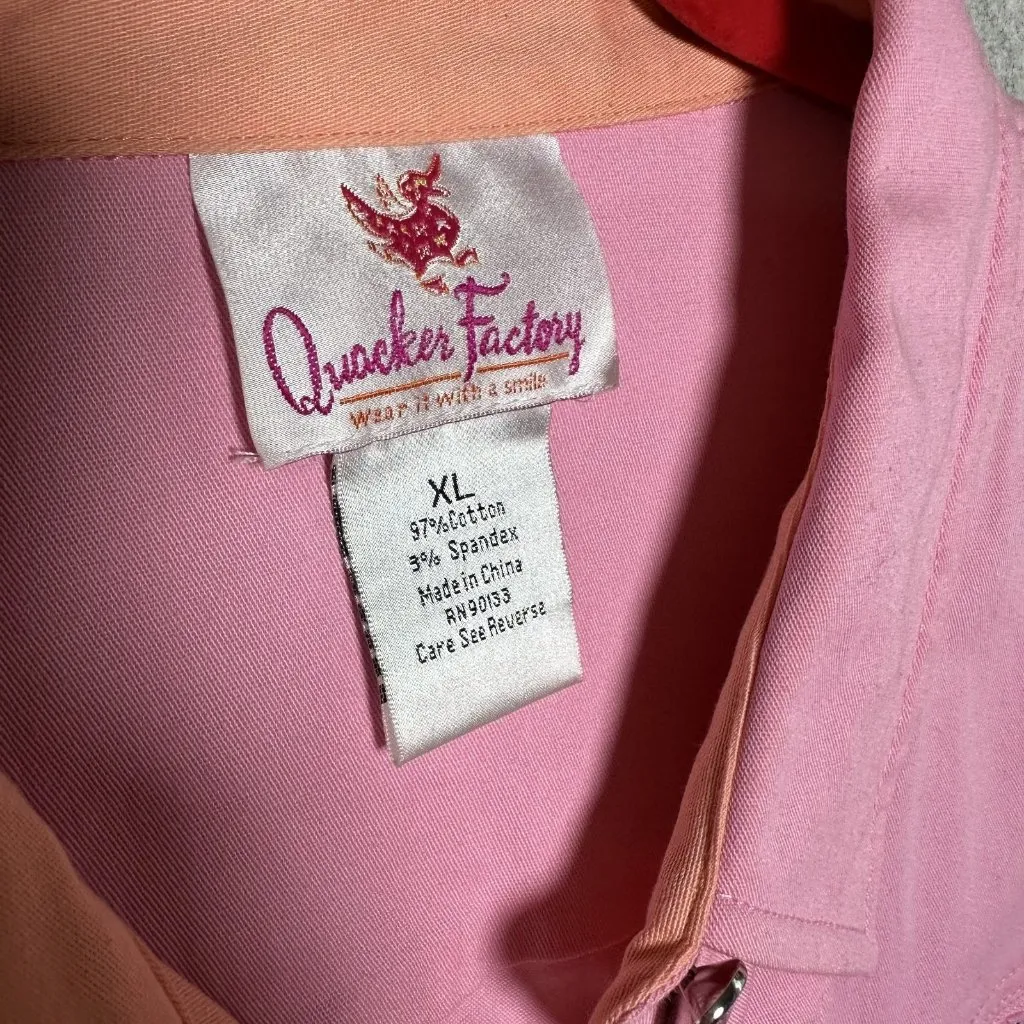 Quacker Factory
Wear it with a smile
XL
97%Cotton
3% Spandex
Made in China
RN90133
Care See Reverse